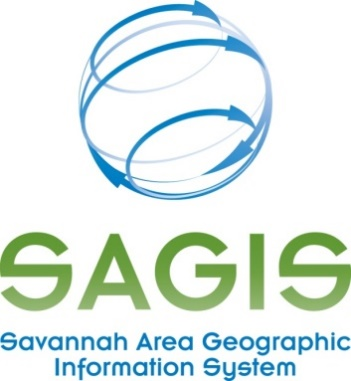 SAGIS
Savannah Area Geographic
Information System